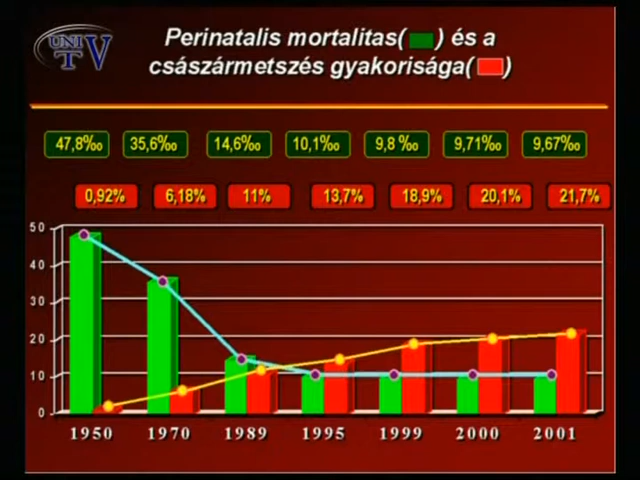 UNI
TV
Perinatalis mortalitas( ) és a
császármetszés gyakorisága( )
47,8‰ 35,6‰ 14,6‰ 10,1‰ 9,8 ‰ 9,71‰ 9,67‰
0,92% 6,18% 11% 13,7% 18,9% 20,1% 21,7%
50
40
30
20
10
0
1950 1970 1989 1995 1999 2000 2001